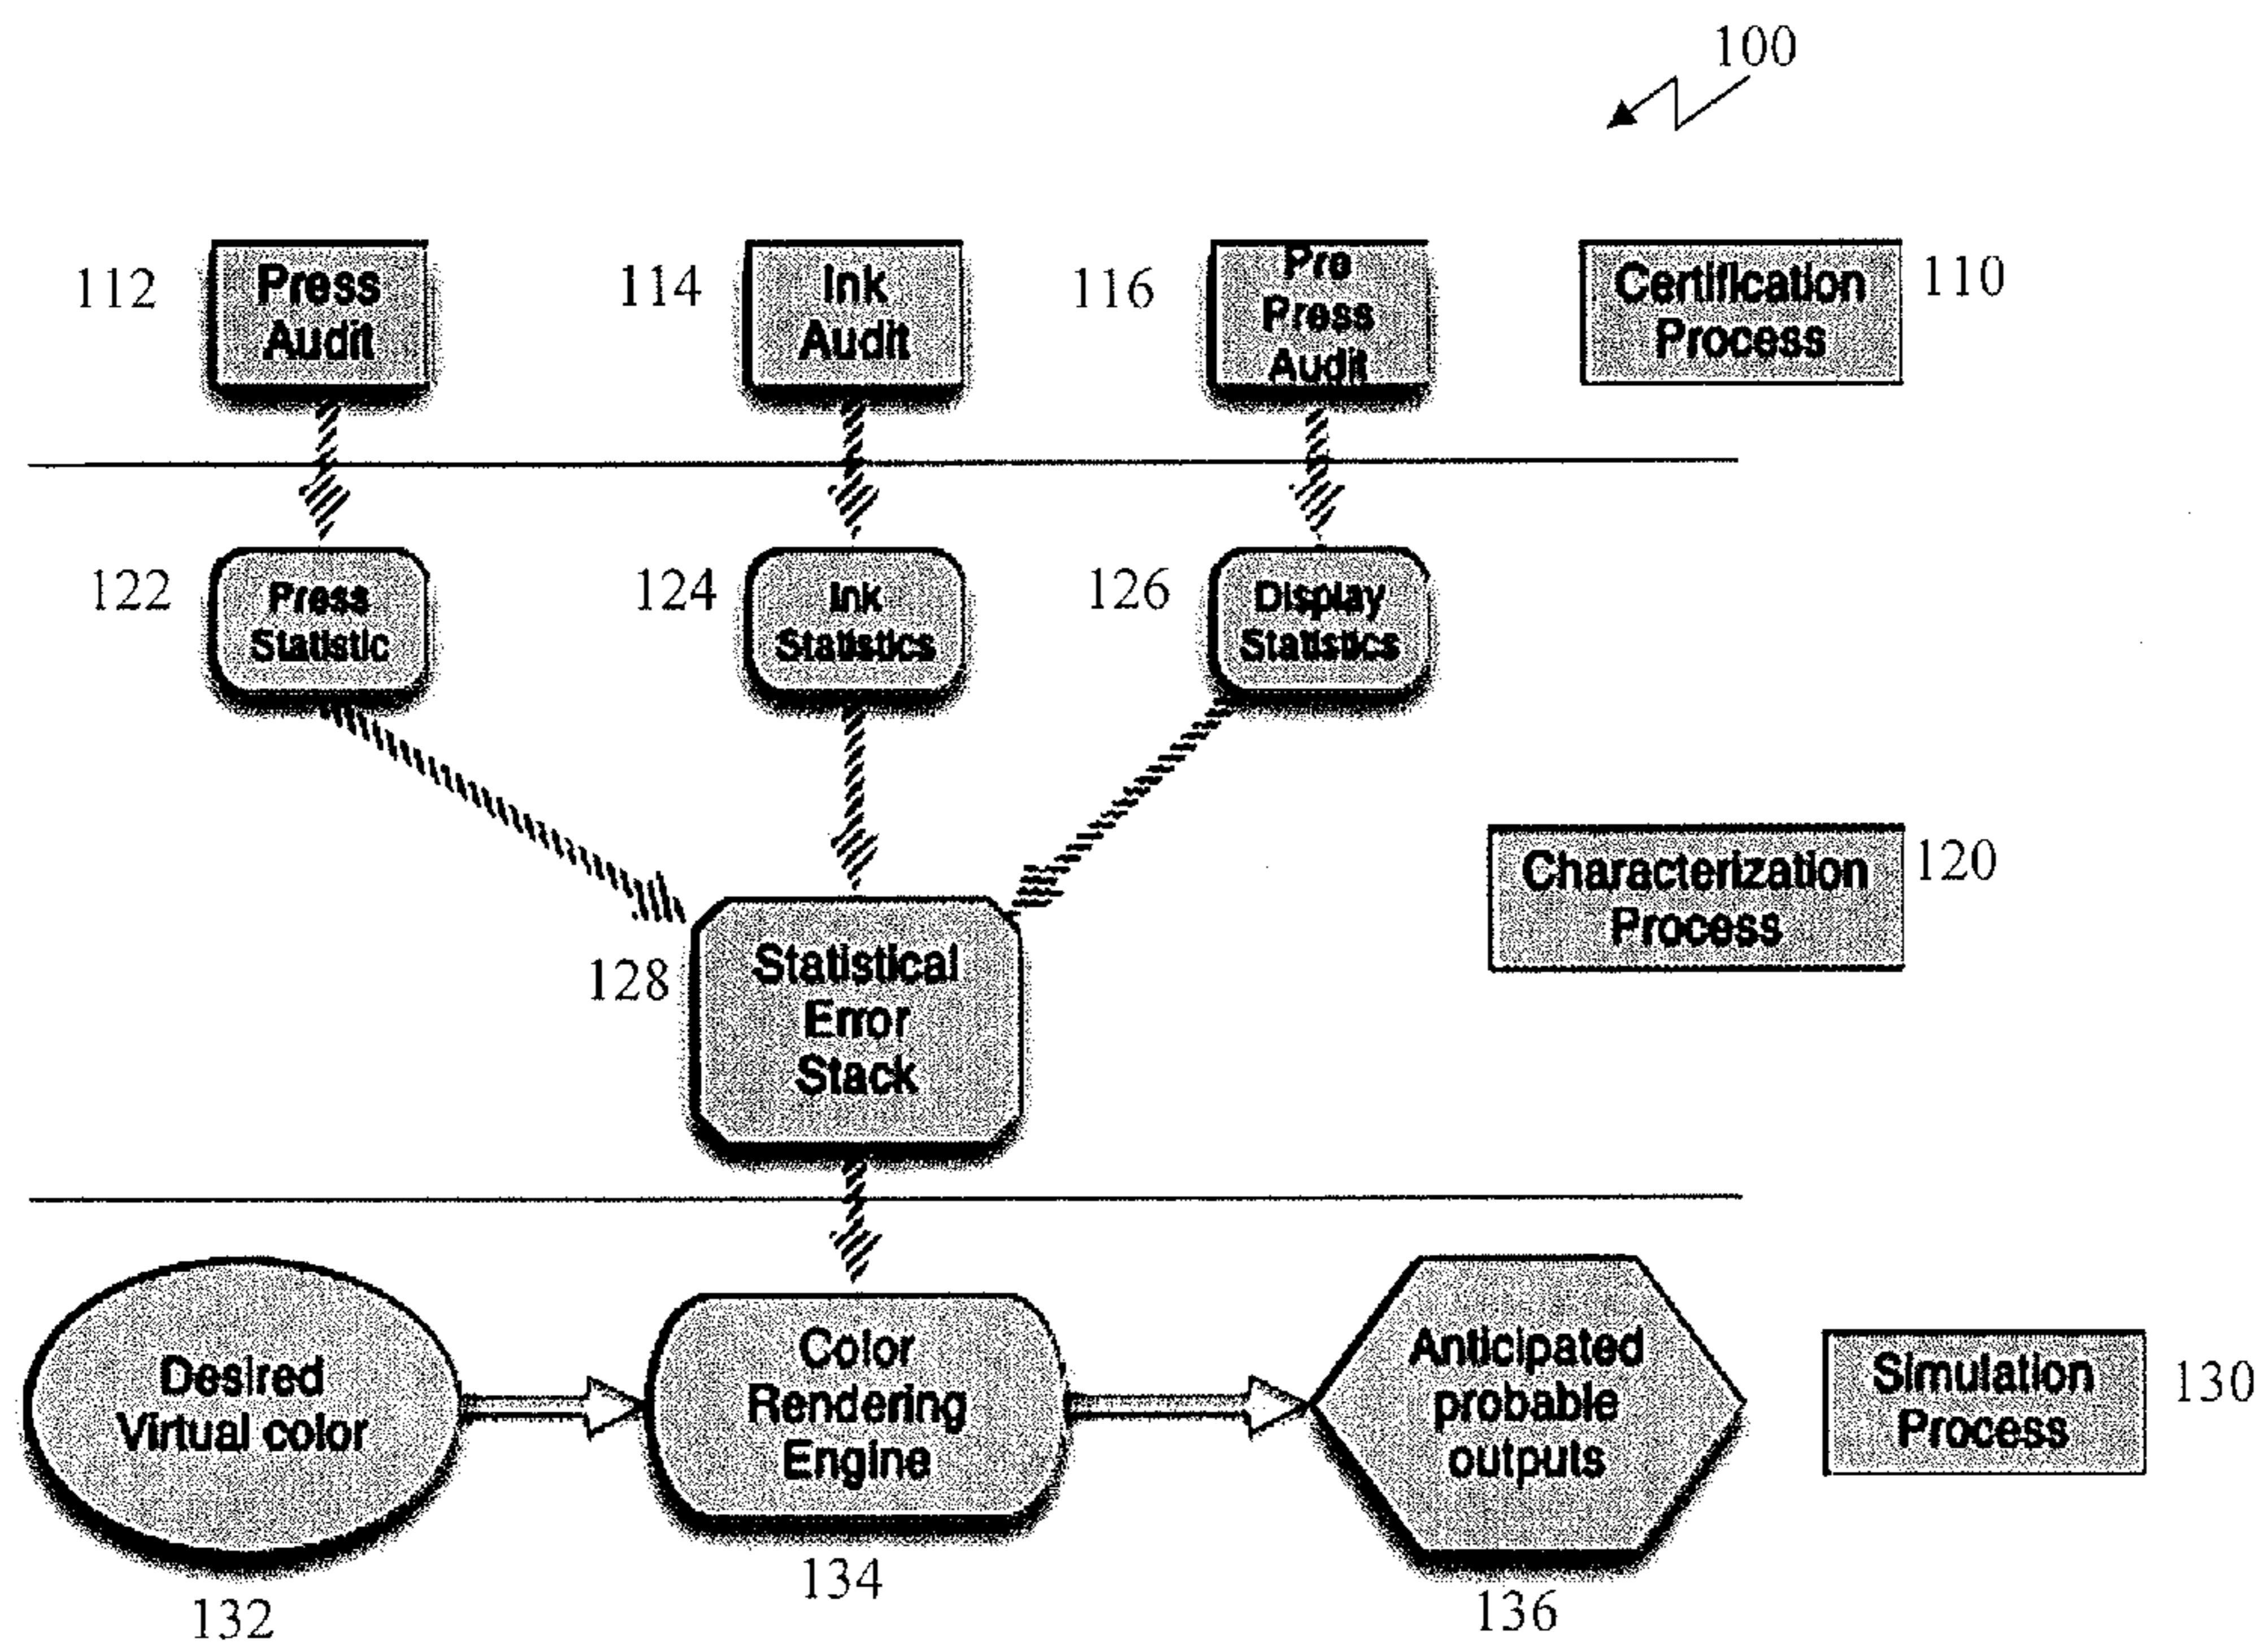 100
112
Press
Audit
114
Ink
Audit
116
Pre
Press
Audit
Certification
Process
110
122
Press
Statistic
124
Ink
Statistics
126
Display
Statistics
Characterization
Process
120
128
Statistical
Error
Stack
Desired
Virtual color
132
Color
Rendering
Engine
134
Anticipated
probable
outputs
136
Simulation
Process
130